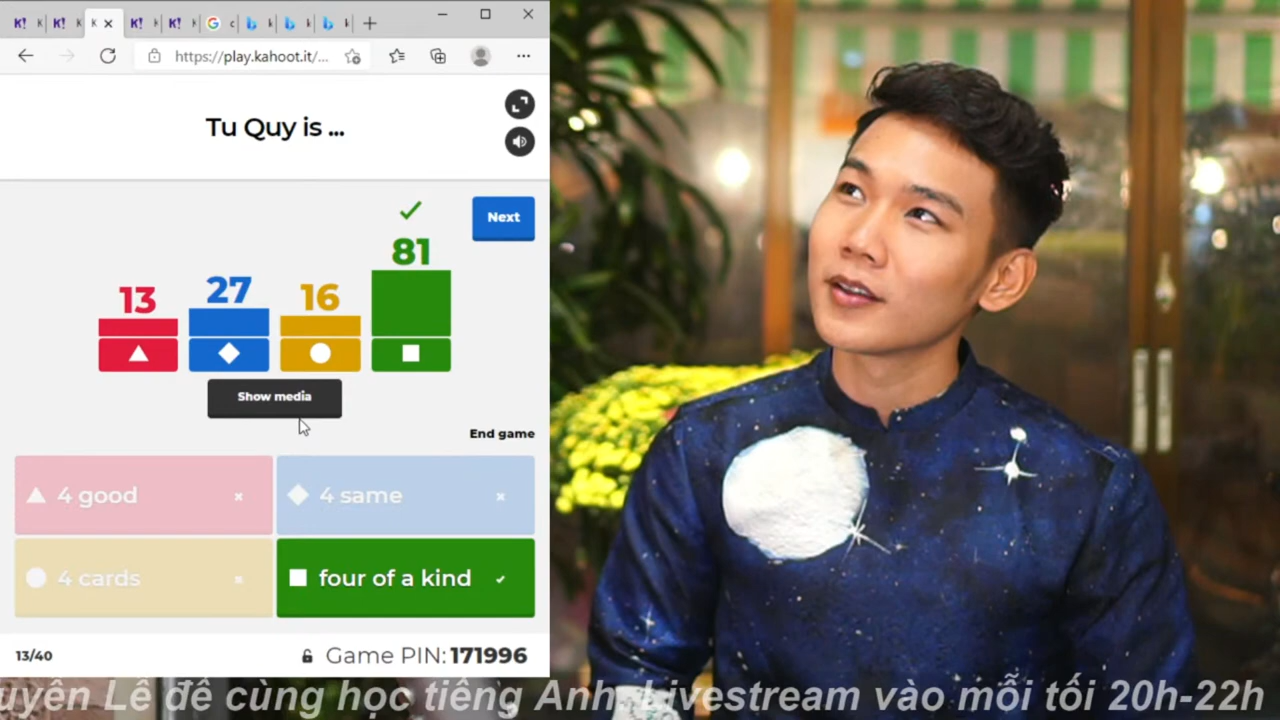 https://play.kahoot.it/...
Tu Quy is ...
Next
13
27
16
81
Show media
End game
4 good
4 same
4 cards
four of a kind
13/40
Game PIN: 171996
uyên Lê để cùng học tiếng Anh. Livestream vào mỗi tối 20h-22h